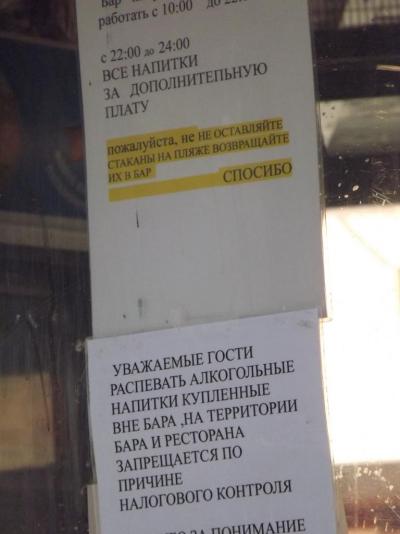 работать с 10:00 до
с 22:00 до 24:00
ВСЕ НАПИТКИ
ЗА ДОПОЛНИТЕПЬНУЮ
ПЛАТУ
пожалуйста, не НЕ ОСТАВЛЯЙТЕ
СТАКАНЫ НА ПЛЯЖЕ ВОЗВРАЩАЙТЕ
ИХ В БАР
СПОСИБО
УВАЖАЕМЫЕ ГОСТИ
РАСПЕВАТЬ АЛКОГОЛЬНЫЕ
НАПИТКИ КУПЛЕННЫЕ
ВНЕ БАРА ,НА ТЕРРИТОРИИ
БАРА И РЕСТОРАНА
ЗАПРЕЩАЕТСЯ ПО
ПРИЧИНЕ
НАЛОГОВОГО КОНТРОЛЯ
ЗА ПОНИМАНИЕ